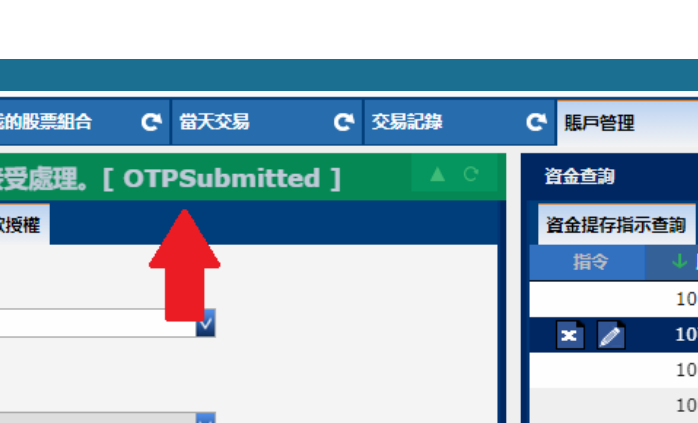 的股票組合
當天交易
交易記錄
賬戶管理
受處理。[ OTPSubmitted ]
資金查詢
授權
資金提存指示查詢
指令
10
10
10
10